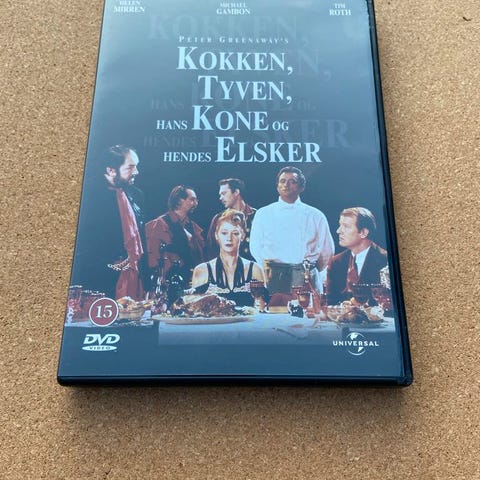 HELEN MIRREN
MICHAEL GAMBON
TIM ROTH
PETER GREENAWAY'S
KOKKEN,
TYVEN,
HANS KONE OG
HENDES ELSKER
15
DVD
VIDEO
UNIVERSAL